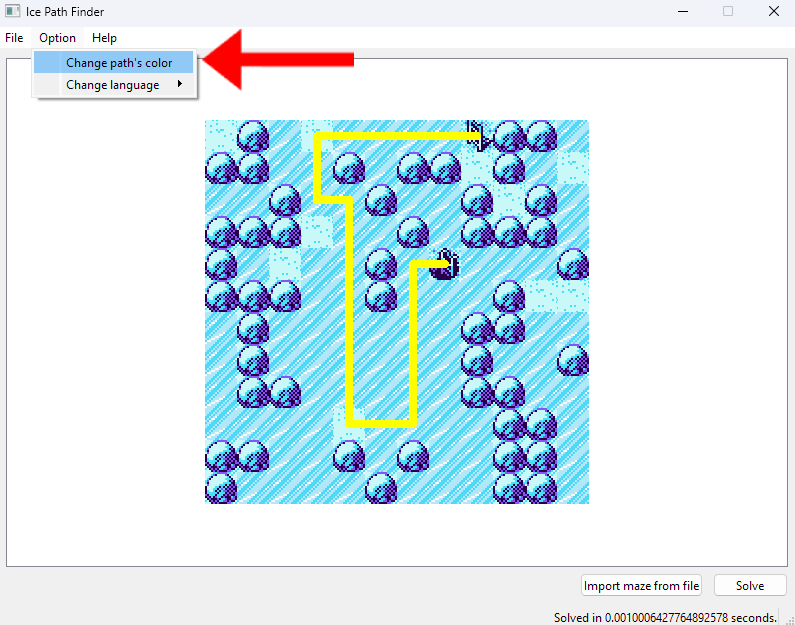 Ice Path Finder
File Option Help
Change path's color
Change language
Import maze from file Solve
Solved in 0.0010006427764892578 seconds.